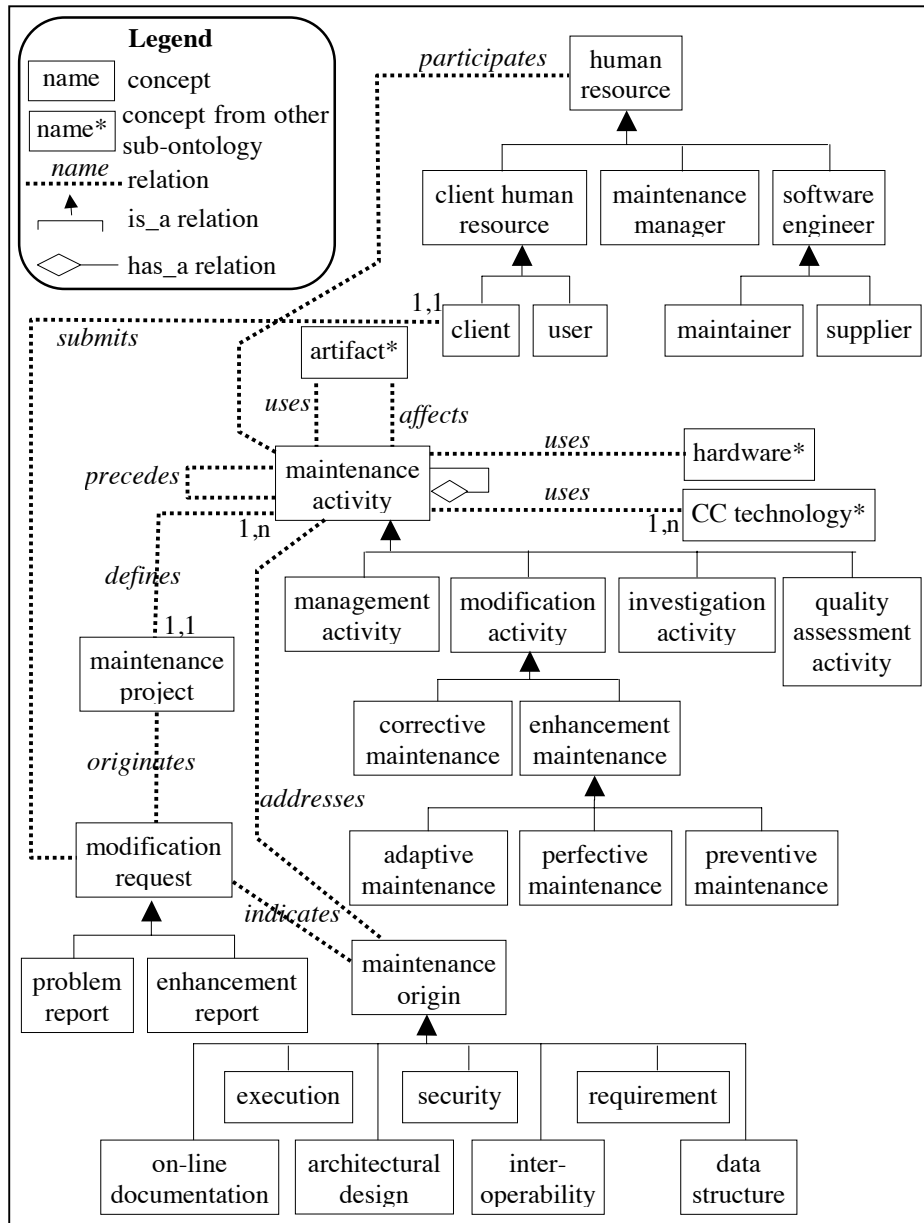 Legend
name
concept
name*
concept from other
sub-ontology
name
relation
is_a relation
has_a relation
participates
human
resource
client human
resource
maintenance
manager
software
engineer
1,1
client
user
maintainer
supplier
submits
artifact*
uses
affects
precedes
maintenance
activity
uses
hardware*
uses
1,n
CC technology*
1,n
defines
1,1
management
activity
modification
activity
investigation
activity
quality
assessment
activity
maintenance
project
corrective
maintenance
enhancement
maintenance
originates
addresses
adaptive
maintenance
perfective
maintenance
preventive
maintenance
modification
request
indicates
problem
report
enhancement
report
maintenance
origin
execution
security
requirement
on-line
documentation
architectural
design
inter-
operability
data
structure